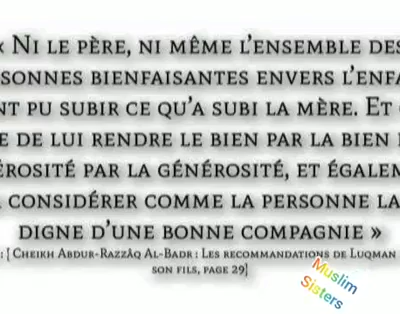 « Ni le père, ni même l'ensemble des
sonnes bienfaisantes envers l'enfa
nt pu subir ce qu'a subi la mère. Et
e de lui rendre le bien par la bien
érosité par la générosité, et égalem
considérer comme la personne la
digne d'une bonne compagnie »
: [ Cheikh Abdur-Razzâq Al-Badr : Les recommandations de Luqman
son fils, page 29]
Muslim
Sisters